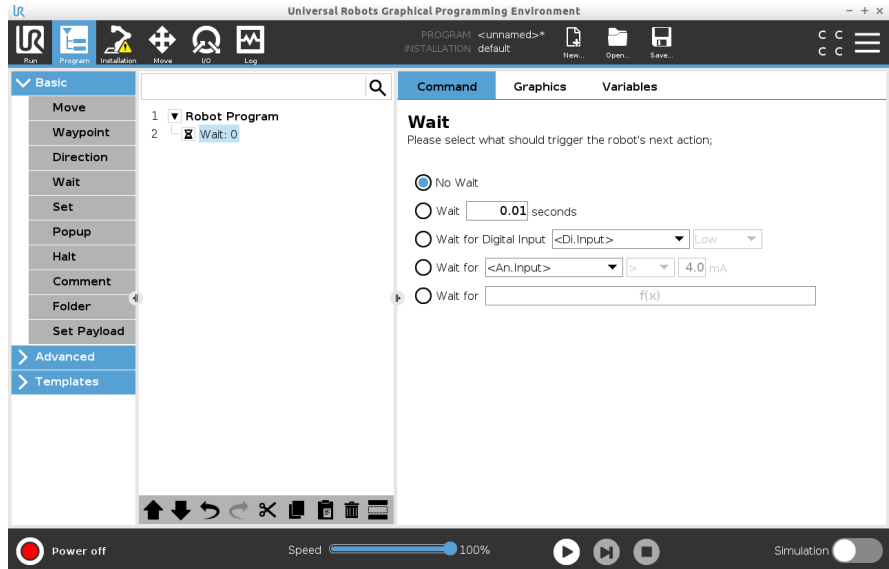 UR Universal Robots Graphical Programming Environment
UR
Run Program Installation Move I/O Log
PROGRAM <unnamed>*
INSTALLATION default
New... Open... Save...
C C
C C
Basic
Move
Waypoint
Direction
Wait
Set
Popup
Halt
Comment
Folder
Set Payload
Advanced
Templates
1 Robot Program
2 Wait: 0
Command Graphics Variables
Wait
Please select what should trigger the robot's next action;
No Wait
Wait 0.01 seconds
Wait for Digital Input <Di.Input> Low
Wait for <An.Input> > 4.0 mA
Wait for f(x)
Power off
Speed 100%
Simulation